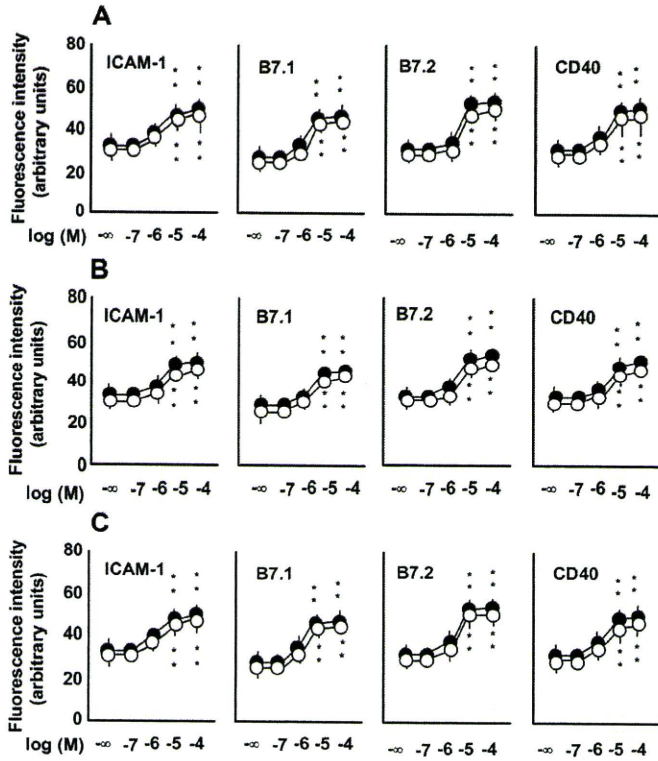 A
Fluorescence intensity
(arbitrary units)
80
60
40
20
0
ICAM-1
B7.1
B7.2
CD40
log (M) -∞ -7 -6 -5 -4 -∞ -7 -6 -5 -4 -∞ -7 -6 -5 -4 -∞ -7 -6 -5 -4
B
Fluorescence intensity
(arbitrary units)
80
60
40
20
0
ICAM-1
B7.1
B7.2
CD40
log (M) -∞ -7 -6 -5 -4 -∞ -7 -6 -5 -4 -∞ -7 -6 -5 -4 -∞ -7 -6 -5 -4
C
Fluorescence intensity
(arbitrary units)
80
60
40
20
0
ICAM-1
B7.1
B7.2
CD40
log (M) -∞ -7 -6 -5 -4 -∞ -7 -6 -5 -4 -∞ -7 -6 -5 -4 -∞ -7 -6 -5 -4